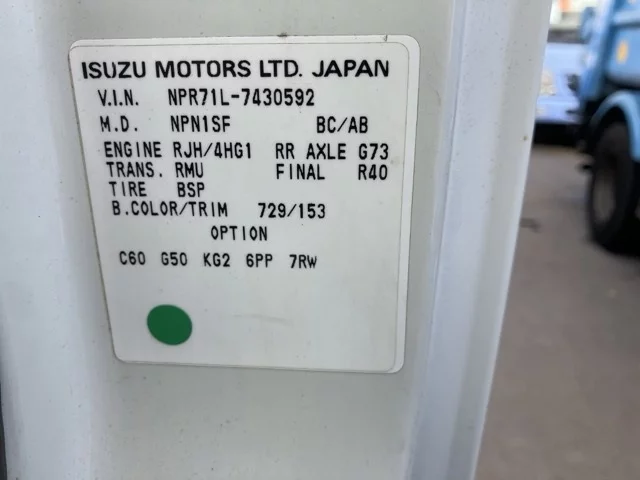 ISUZU MOTORS LTD. JAPAN
V.I.N. NPR71L-7430592
M.D. NPN1SF BC/AB
ENGINE RJH/4HG1 RR AXLE G73
TRANS. RMU FINAL R40
TIRE BSP
B.COLOR/TRIM 729/153
OPTION
C60 G50 KG2 6PP 7RW